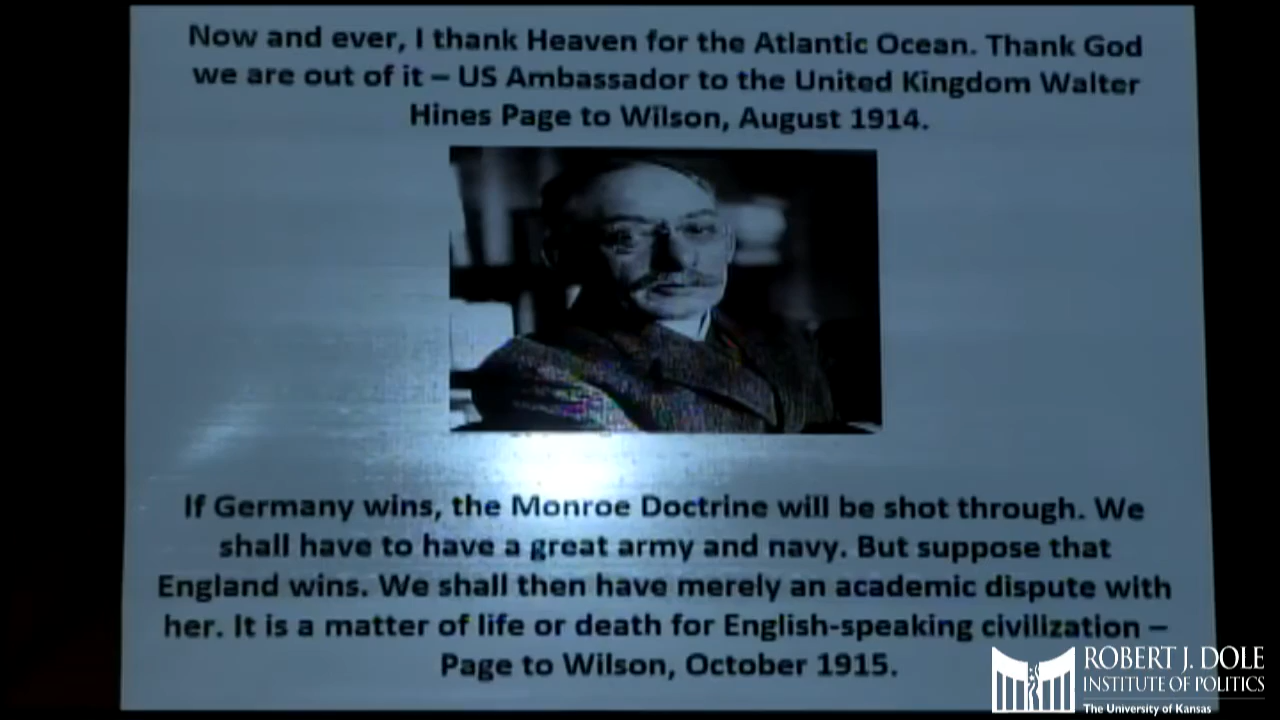 Now and ever, I thank Heaven for the Atlantic Ocean. Thank God
we are out of it – US Ambassador to the United Kingdom Walter
Hines Page to Wilson, August 1914.
If Germany wins, the Monroe Doctrine will be shot through. We
shall have to have a great army and navy. But suppose that
England wins. We shall then have merely an academic dispute with
her. It is a matter of life or death for English-speaking civilization –
Page to Wilson, October 1915.
ROBERT J. DOLE
INSTITUTE OF POLITICS
The University of Kansas